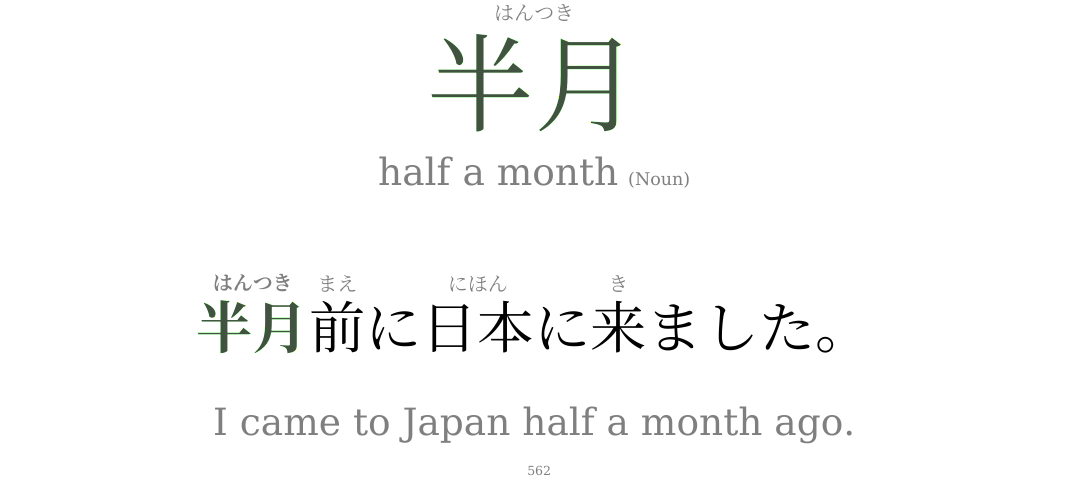 はんつき
半月
half a month (Noun)
はんつき まえ にほん き
半月前に日本に来ました。
I came to Japan half a month ago.
562